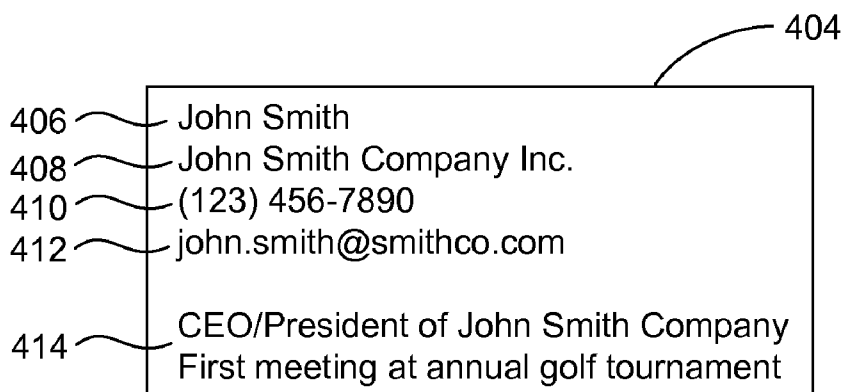 404
406 John Smith
408 John Smith Company Inc.
410 (123) 456-7890
412 john.smith@smithco.com
414 CEO/President of John Smith Company
First meeting at annual golf tournament